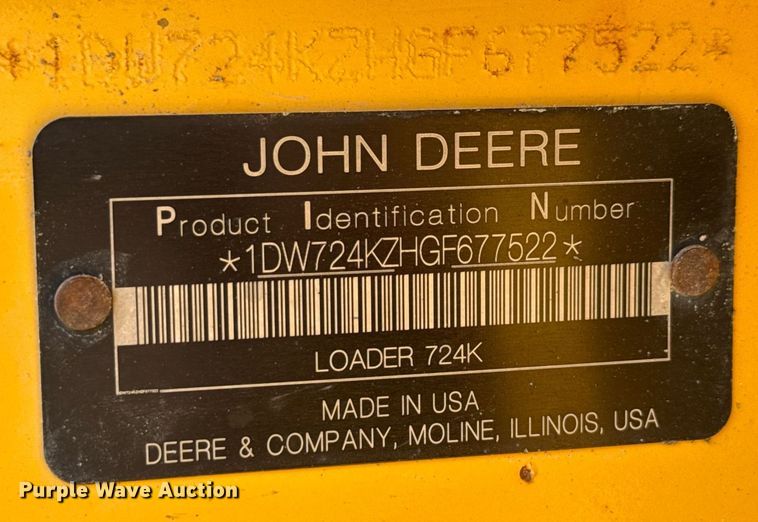 *1DW724KZHGF677522*
JOHN DEERE
Product Identification Number
*1DW724KZHGF677522*
LOADER 724K
MADE IN USA
DEERE & COMPANY, MOLINE, ILLINOIS, USA
Purple Wave Auction